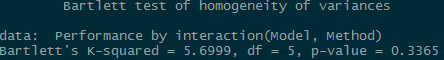 Bartlett test of homogeneity of variances
data:  Performance by interaction(Model, Method)
Bartlett's K-squared = 5.6999, df = 5, p-value = 0.3365